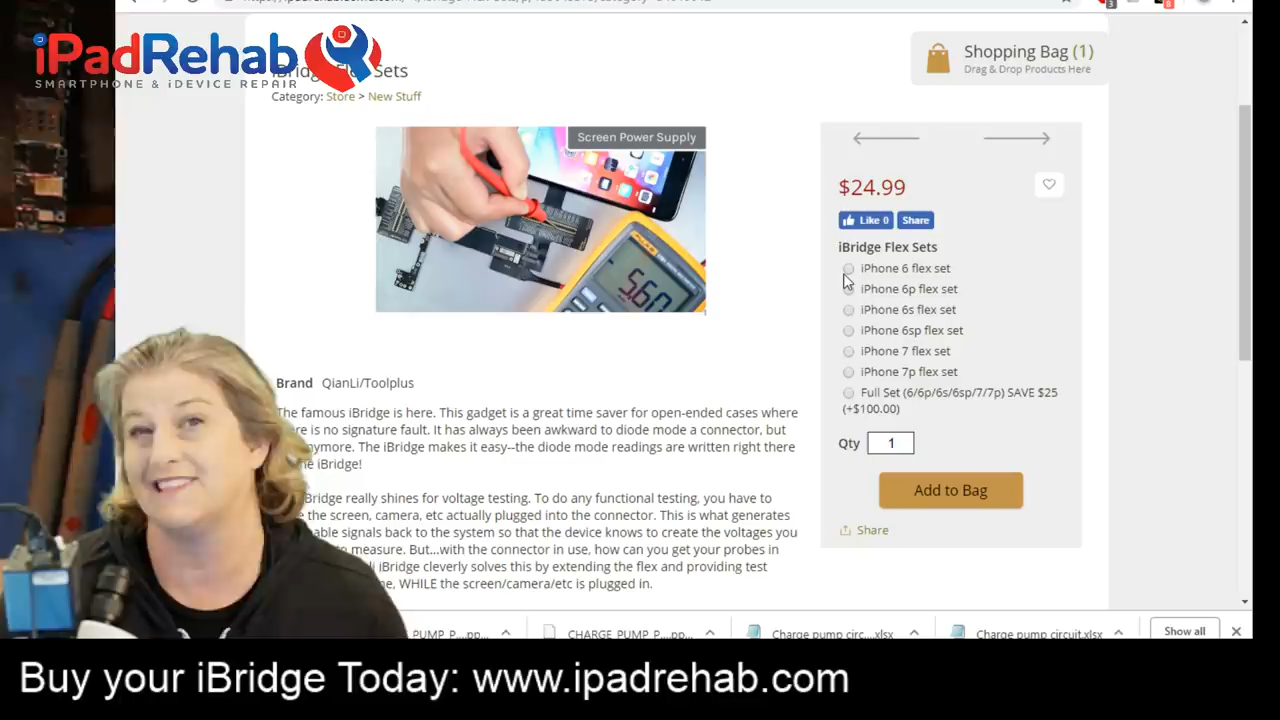 iPadRehab
SMARTPHONE & iDEVICE REPAIR
Sets
Category: Store > New Stuff
Shopping Bag (1)
Drag & Drop Products Here
Screen Power Supply
5.60
$24.99
Like 0 Share
iBridge Flex Sets
iPhone 6 flex set
iPhone 6p flex set
iPhone 6s flex set
iPhone 6sp flex set
iPhone 7 flex set
iPhone 7p flex set
Full Set (6/6p/6s/6sp/7/7p) SAVE $25
(+$100.00)
Qty 1
Add to Bag
Share
Brand QianLi/Toolplus
The famous iBridge is here. This gadget is a great time saver for open-ended cases where
is no signature fault. It has always been awkward to diode mode a connector, but
anymore. The iBridge makes it easy--the diode mode readings are written right there
iBridge!
Bridge really shines for voltage testing. To do any functional testing, you have to
the screen, camera, etc actually plugged into the connector. This is what generates
signals back to the system so that the device knows to create the voltages you
to measure. But...with the connector in use, how can you get your probes in
iBridge cleverly solves this by extending the flex and providing test
WHILE the screen/camera/etc is plugged in.
PUMP P....pp...
CHARGE PUMP P....pp...
Charge pump circ....xlsx
Charge pump circuit.xlsx
Show all
Buy your iBridge Today: www.ipadrehab.com